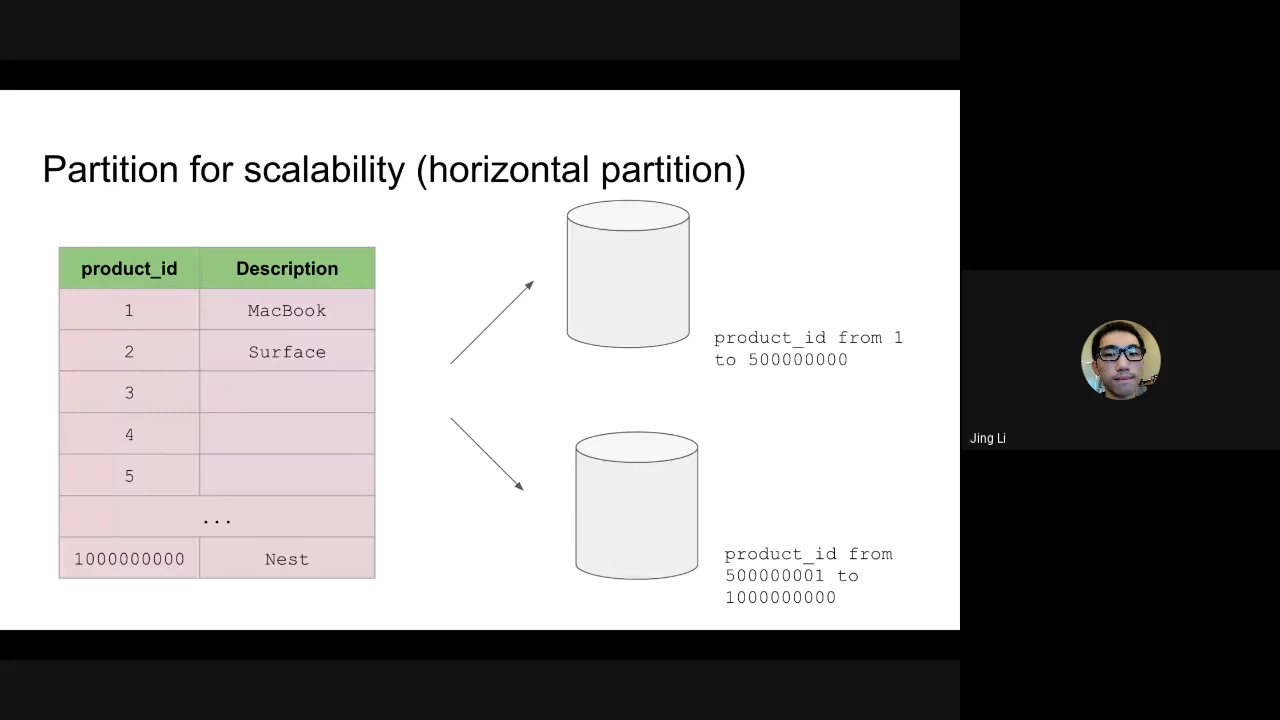 Partition for scalability (horizontal partition)
product_id Description
1 MacBook
2 Surface
3
4
5
...
1000000000 Nest
product_id from 1
to 500000000
product_id from
500000001 to
1000000000
Jing Li